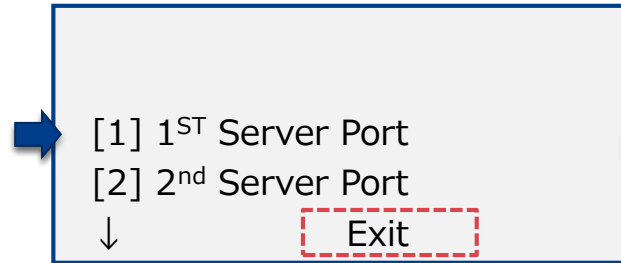 [1] 1ST Server Port
[2] 2nd Server Port
↓ Exit